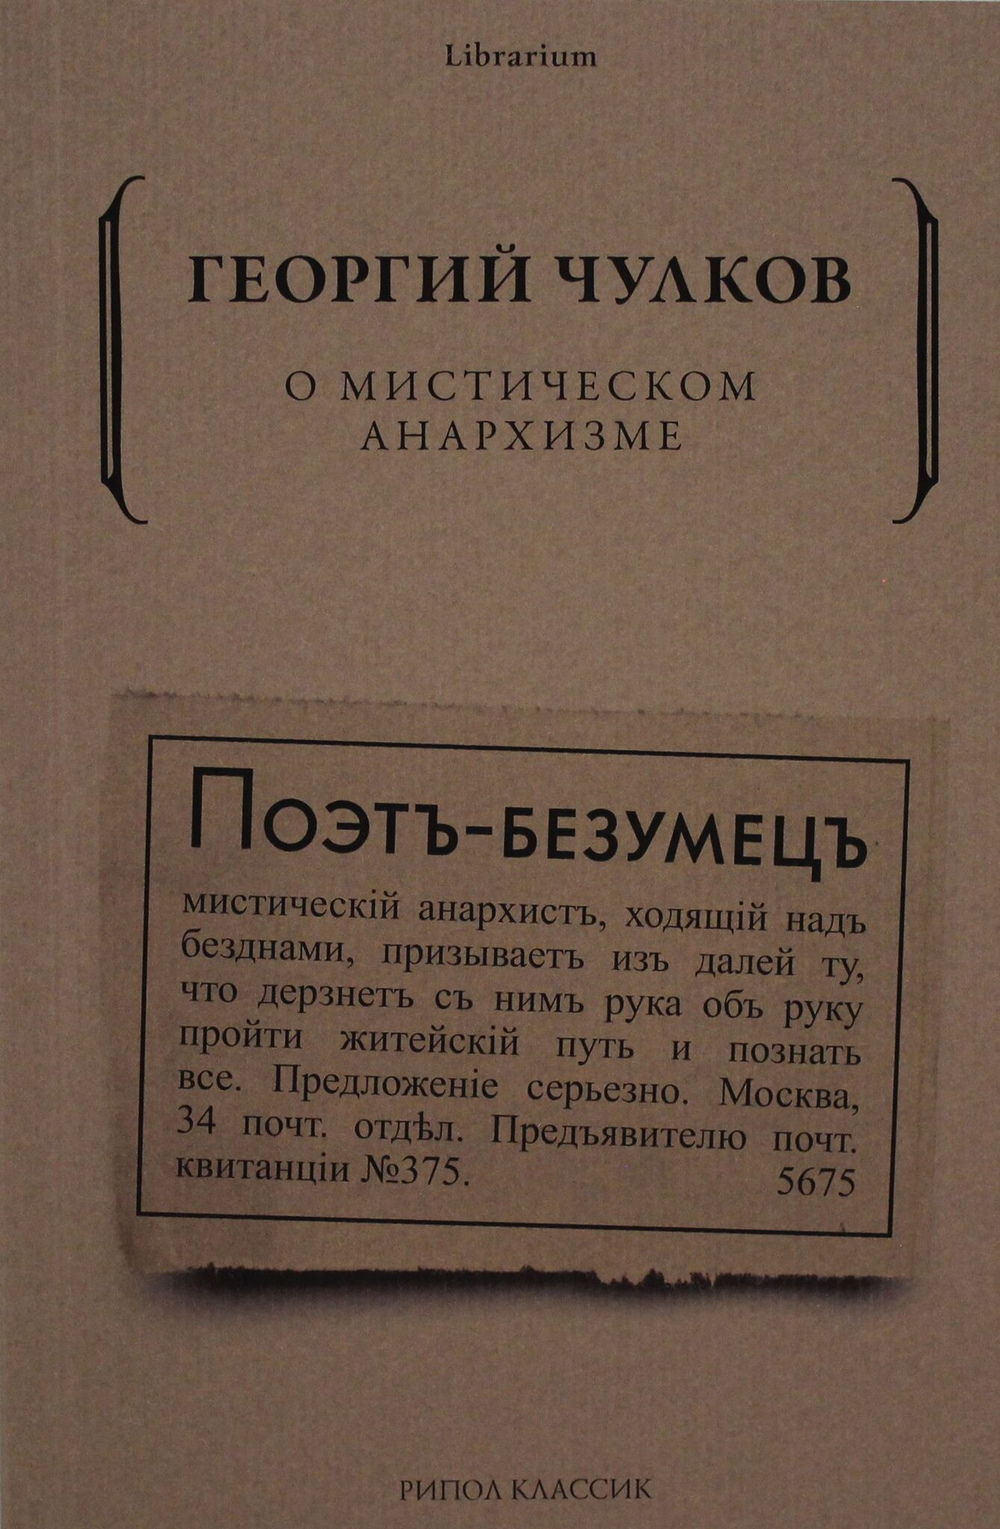 Librarium
ГЕОРГИЙ ЧУЛКОВ
О МИСТИЧЕСКОМ
АНАРХИЗМЕ
Поэтъ-безумецъ
мистическій анархистъ, ходящій надъ
безднами, призываетъ изъ далей ту,
что дерзнетъ съ нимъ рука объ руку
пройти житейскій путь и познать
все. Предложеніе серьезно. Москва,
34 почт. отдѣл. Предъявителю почт.
квитанціи №375. 5675
РИПОЛ КЛАССИК